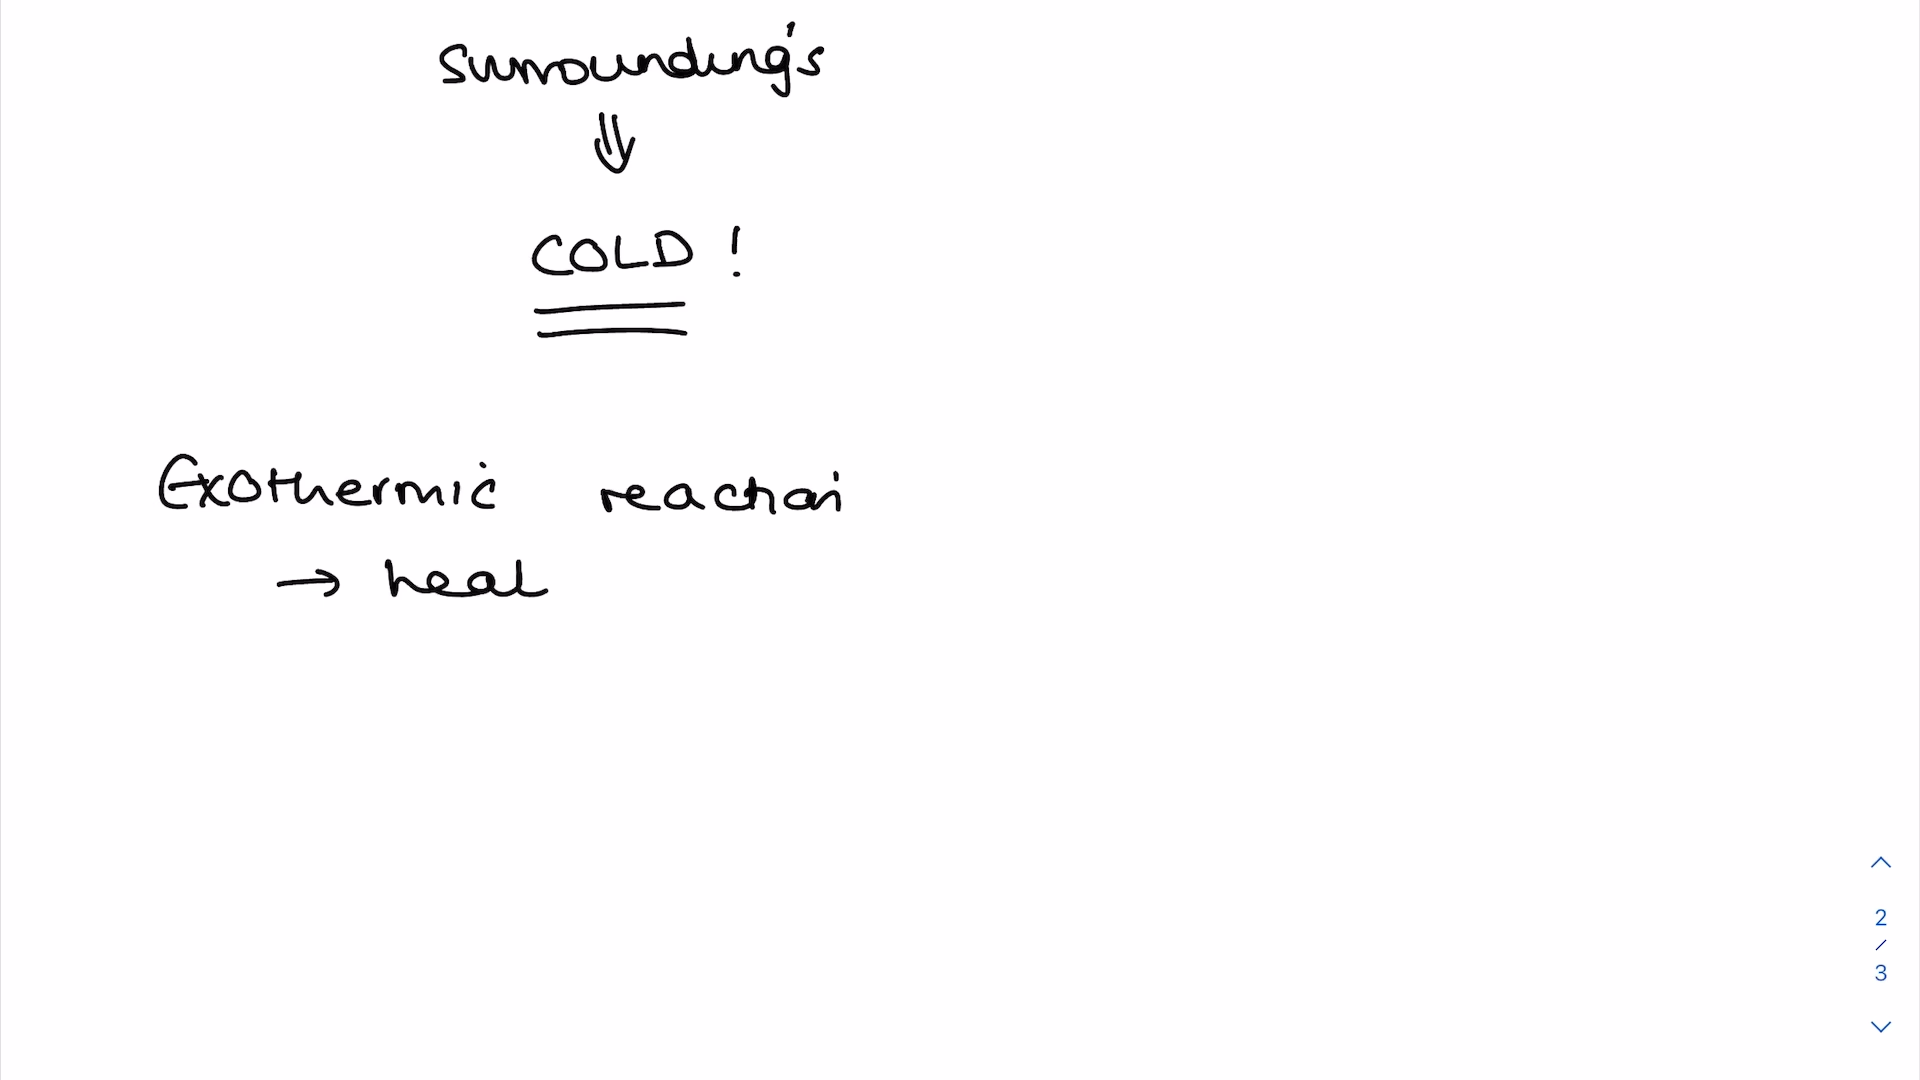 Surrounding's
⇓
COLD !
Exothermic reaction
→ heat
2
/
3